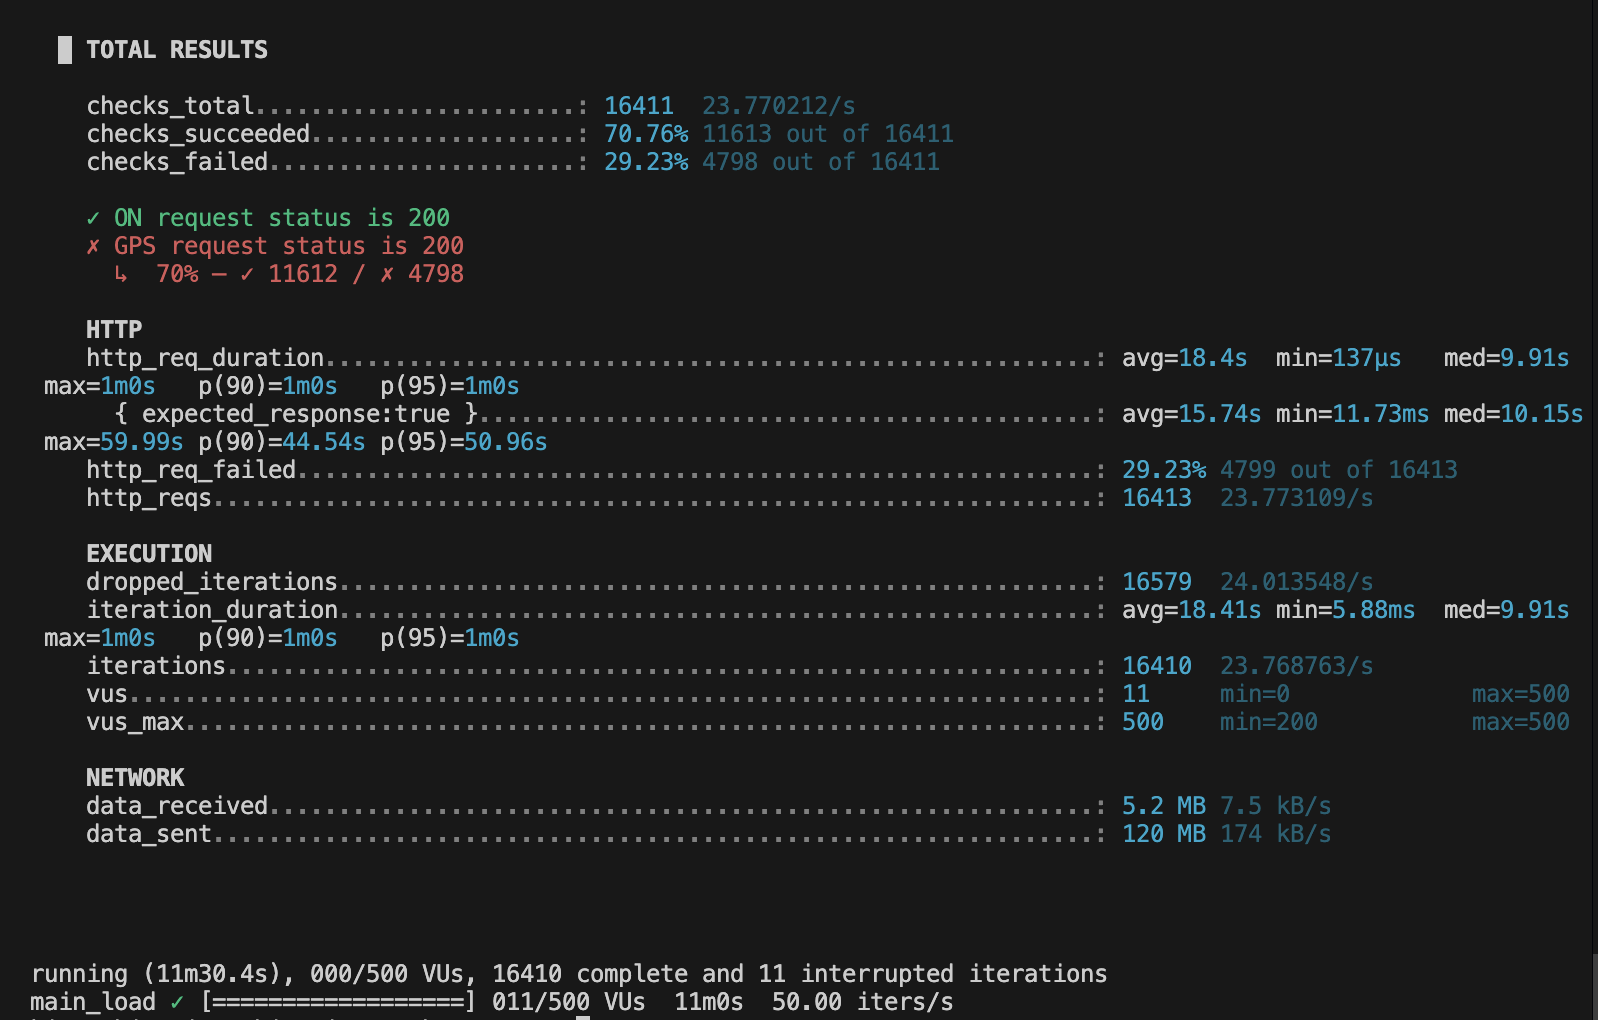 TOTAL RESULTS
checks_total.......................: 16411 23.770212/s
checks_succeeded...................: 70.76% 11613 out of 16411
checks_failed......................: 29.23% 4798 out of 16411
✓ ON request status is 200
✗ GPS request status is 200
↳ 70% — ✓ 11612 / ✗ 4798
HTTP
http_req_duration.......................................................: avg=18.4s min=137µs med=9.91s
max=1m0s p(90)=1m0s p(95)=1m0s
{ expected_response:true }............................................: avg=15.74s min=11.73ms med=10.15s
max=59.99s p(90)=44.54s p(95)=50.96s
http_req_failed.........................................................: 29.23% 4799 out of 16413
http_reqs...............................................................: 16413 23.773109/s
EXECUTION
dropped_iterations......................................................: 16579 24.013548/s
iteration_duration......................................................: avg=18.41s min=5.88ms med=9.91s
max=1m0s p(90)=1m0s p(95)=1m0s
iterations..............................................................: 16410 23.768763/s
vus.....................................................................: 11 min=0 max=500
vus_max.................................................................: 500 min=200 max=500
NETWORK
data_received...........................................................: 5.2 MB 7.5 kB/s
data_sent...............................................................: 120 MB 174 kB/s
running (11m30.4s), 000/500 VUs, 16410 complete and 11 interrupted iterations
main_load ✓ [==================] 011/500 VUs 11m0s 50.00 iters/s